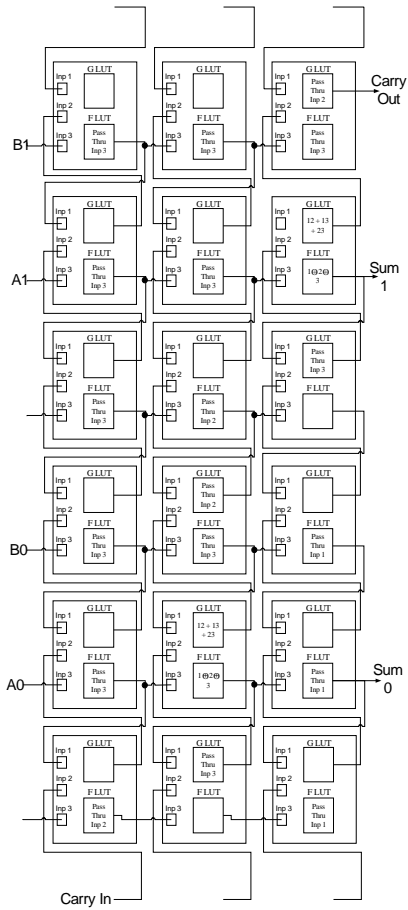 G LUT
Inp 1
Inp 2
F LUT
B1
Inp 3
Pass
Thru
Inp 3
G LUT
Inp 1
Inp 2
F LUT
Inp 3
Pass
Thru
Inp 3
G LUT
Inp 1
Pass
Thru
Inp 2
Carry
Out
Inp 2
F LUT
Inp 3
Pass
Thru
Inp 3
G LUT
Inp 1
Inp 2
F LUT
A1
Inp 3
Pass
Thru
Inp 3
G LUT
Inp 1
Inp 2
F LUT
Inp 3
Pass
Thru
Inp 3
G LUT
Inp 1
12 + 13
+ 23
Inp 2
F LUT
Inp 3
1Θ2Θ
3
Sum
1
G LUT
Inp 1
Inp 2
F LUT
Inp 3
Pass
Thru
Inp 3
G LUT
Inp 1
Inp 2
F LUT
Inp 3
Pass
Thru
Inp 2
G LUT
Inp 1
Pass
Thru
Inp 3
Inp 2
F LUT
Inp 3
G LUT
Inp 1
Inp 2
F LUT
B0
Inp 3
Pass
Thru
Inp 3
G LUT
Inp 1
Pass
Thru
Inp 2
Inp 2
F LUT
Inp 3
Pass
Thru
Inp 3
G LUT
Inp 1
Inp 2
F LUT
Inp 3
Pass
Thru
Inp 1
G LUT
Inp 1
Inp 2
F LUT
A0
Inp 3
Pass
Thru
Inp 3
G LUT
Inp 1
12 + 13
+ 23
Inp 2
F LUT
Inp 3
1Θ2Θ
3
G LUT
Inp 1
Inp 2
F LUT
Inp 3
Pass
Thru
Inp 1
Sum
0
G LUT
Inp 1
Inp 2
F LUT
Inp 3
Pass
Thru
Inp 2
G LUT
Inp 1
Pass
Thru
Inp 3
Inp 2
F LUT
Inp 3
G LUT
Inp 1
Inp 2
F LUT
Inp 3
Pass
Thru
Inp 1
Carry In